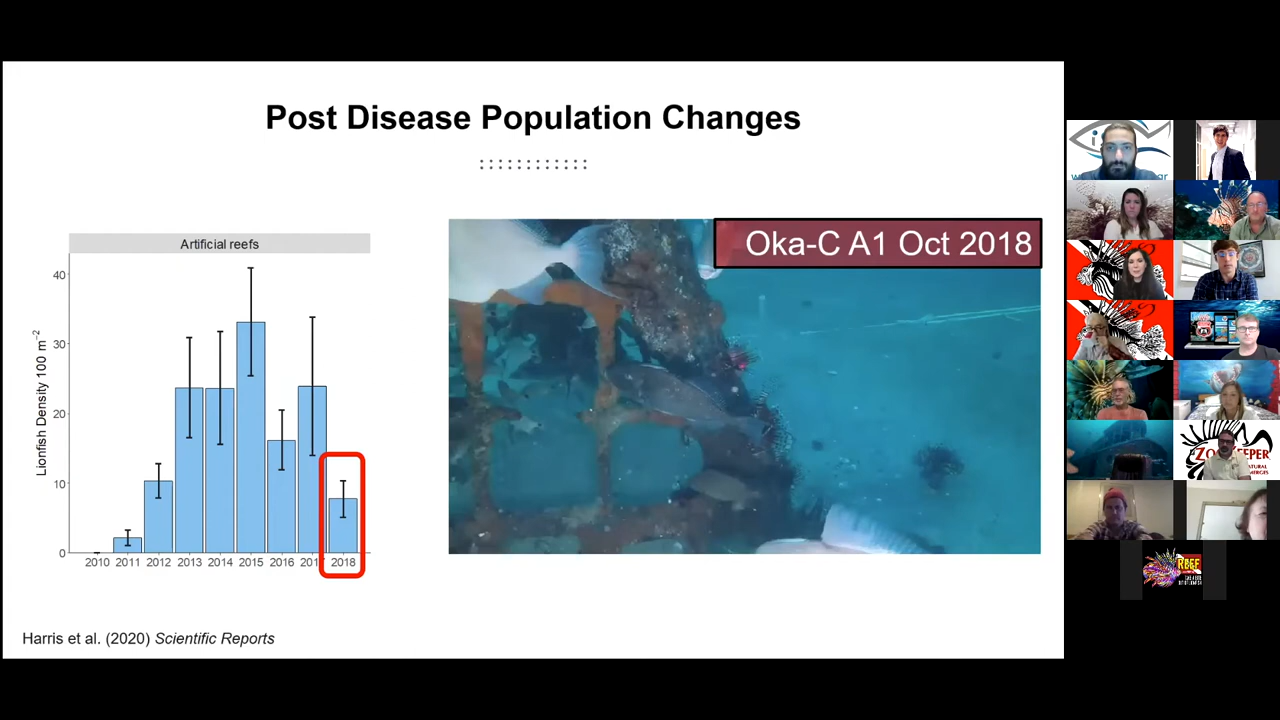 Post Disease Population Changes
Artificial reefs
Lionfish Density 100 m⁻²
40
30
20
10
0
2010 2011 2012 2013 2014 2015 2016 2018
Oka-C A1 Oct 2018
Harris et al. (2020) Scientific Reports
REEF